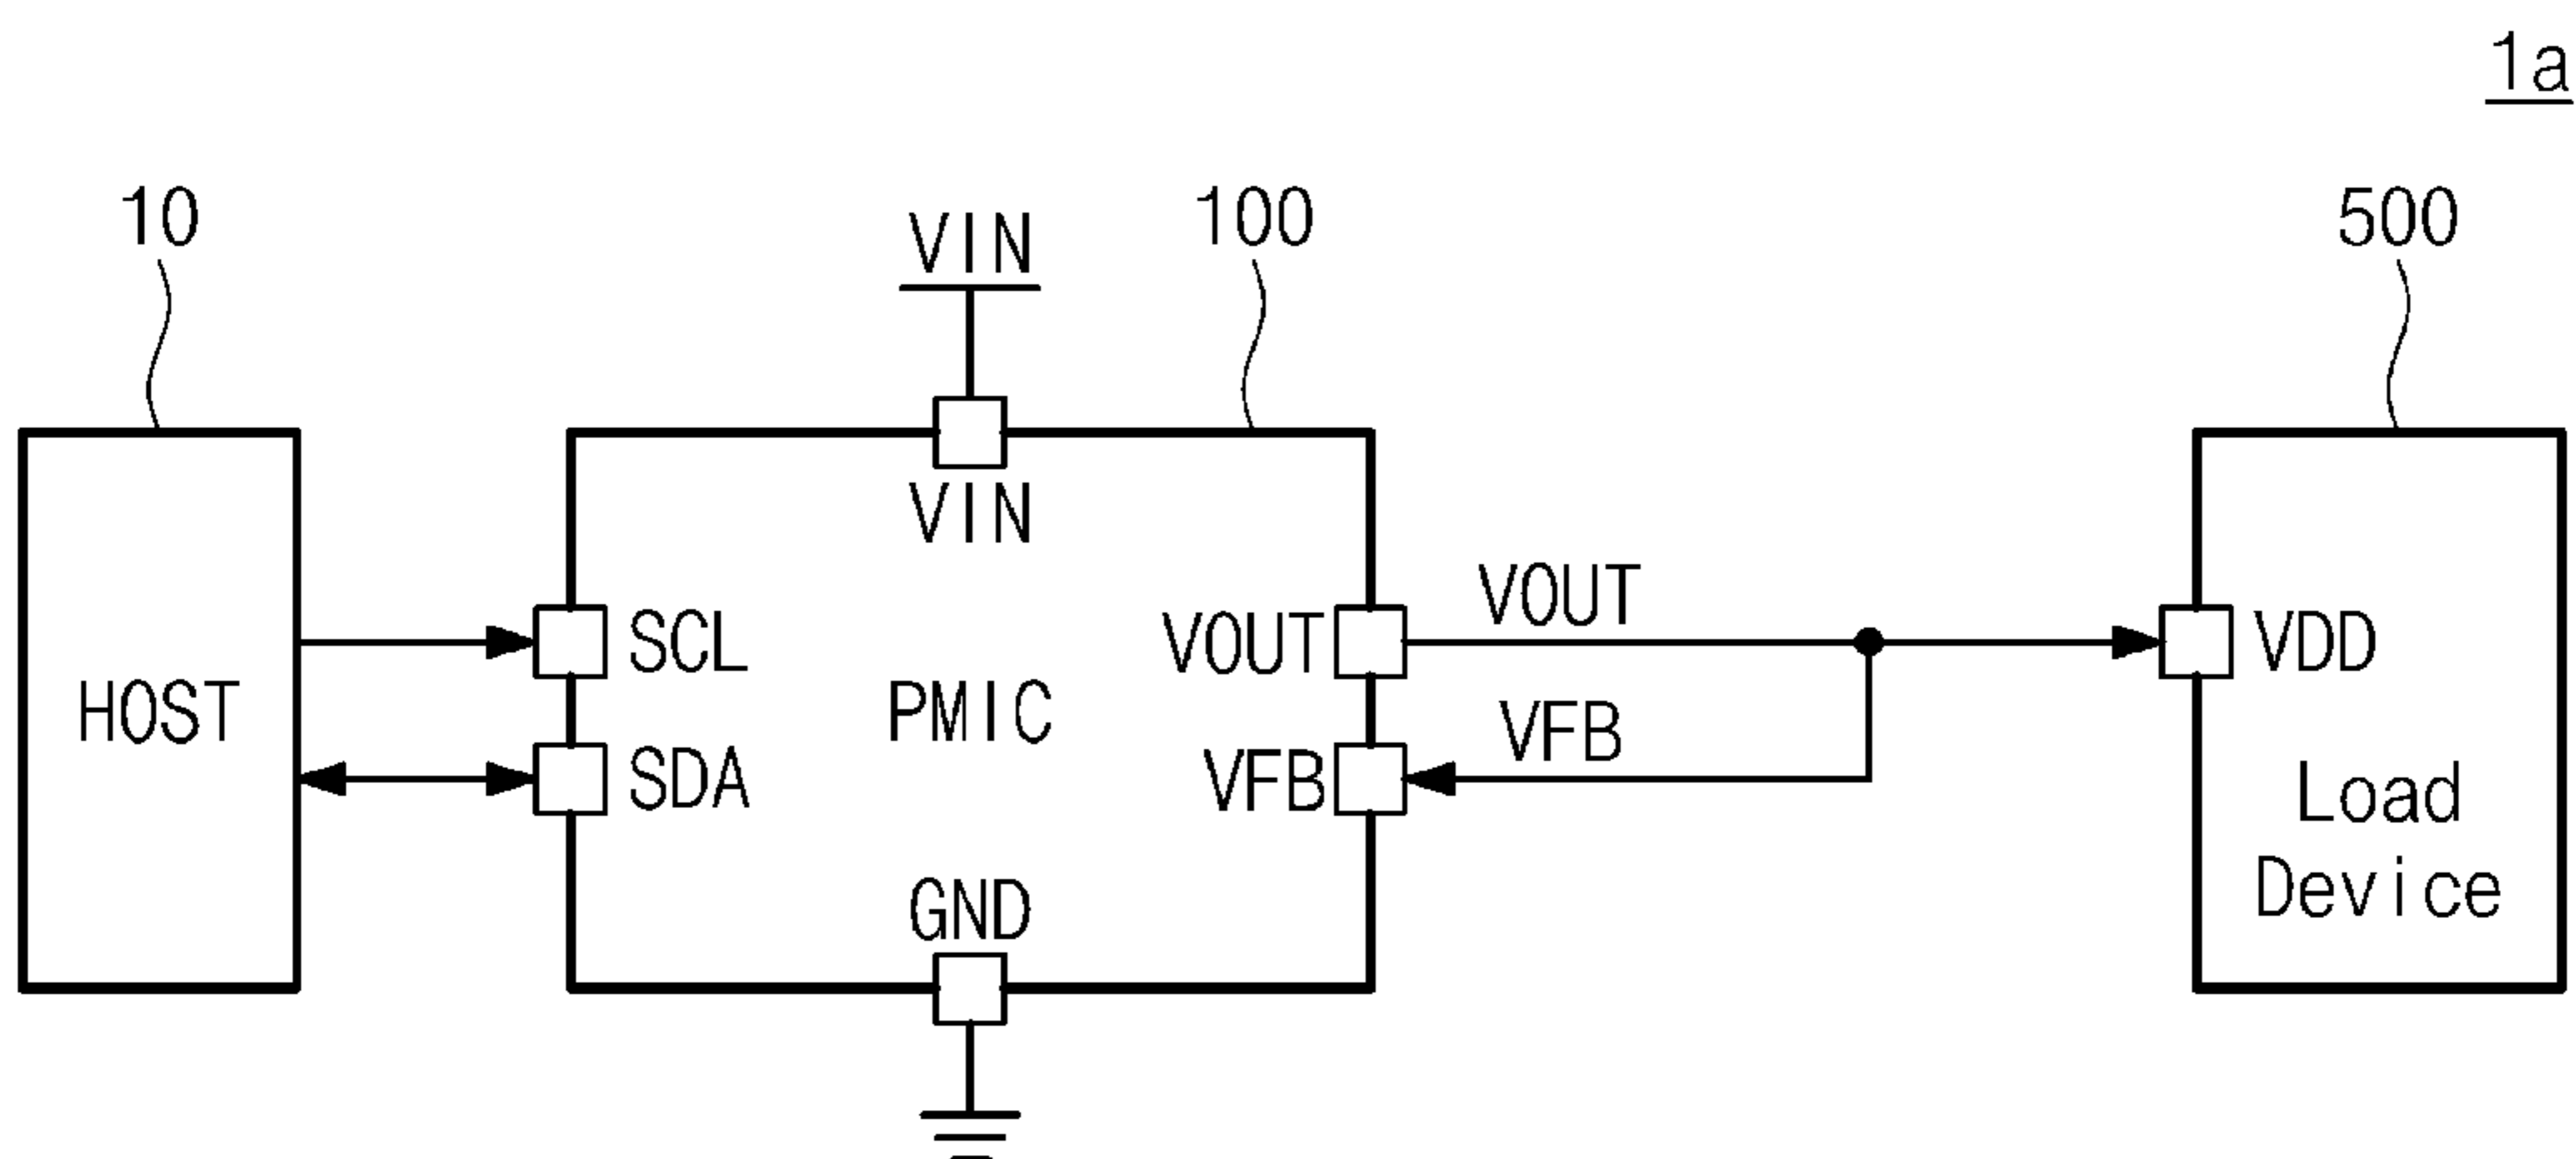 1a
10
VIN
100
500
VIN
SCL
VOUT
VOUT
VDD
HOST
PMIC
SDA
VFB
VFB
Load
Device
GND